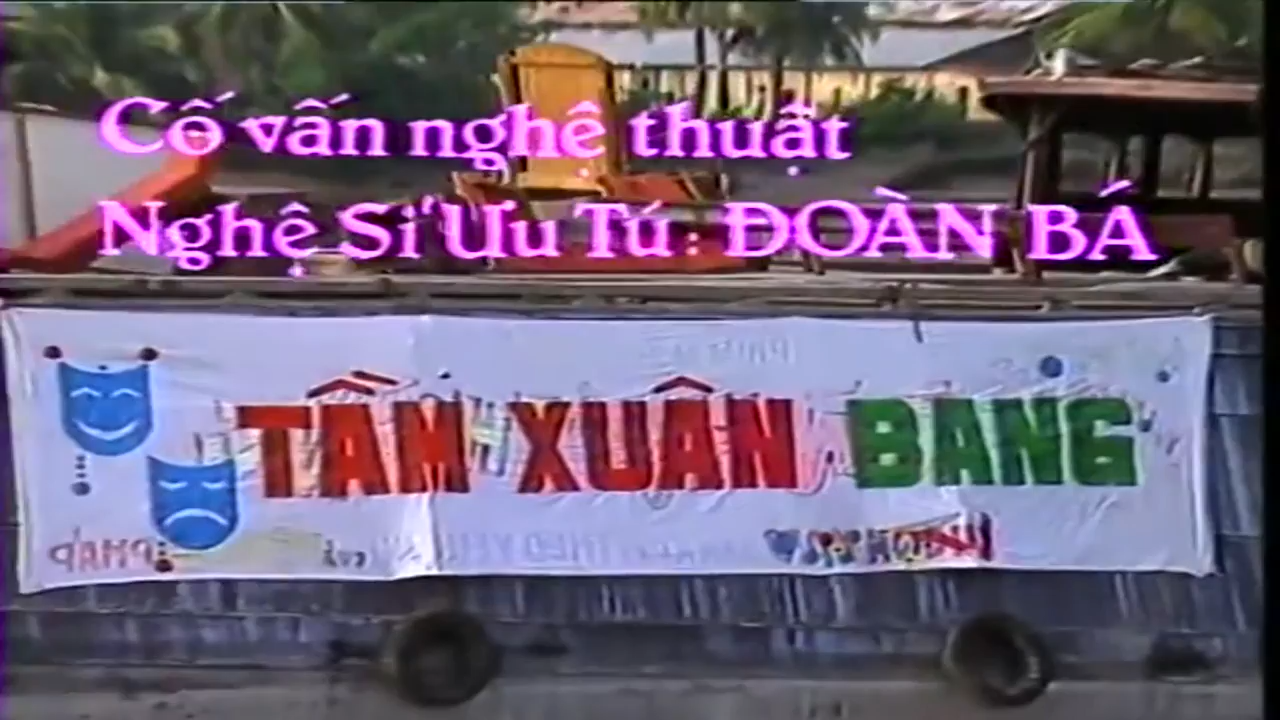 Cố vấn nghệ thuật
Nghệ Sĩ Ưu Tú: ĐOÀN BÁ
TẦM XUÂN BANG